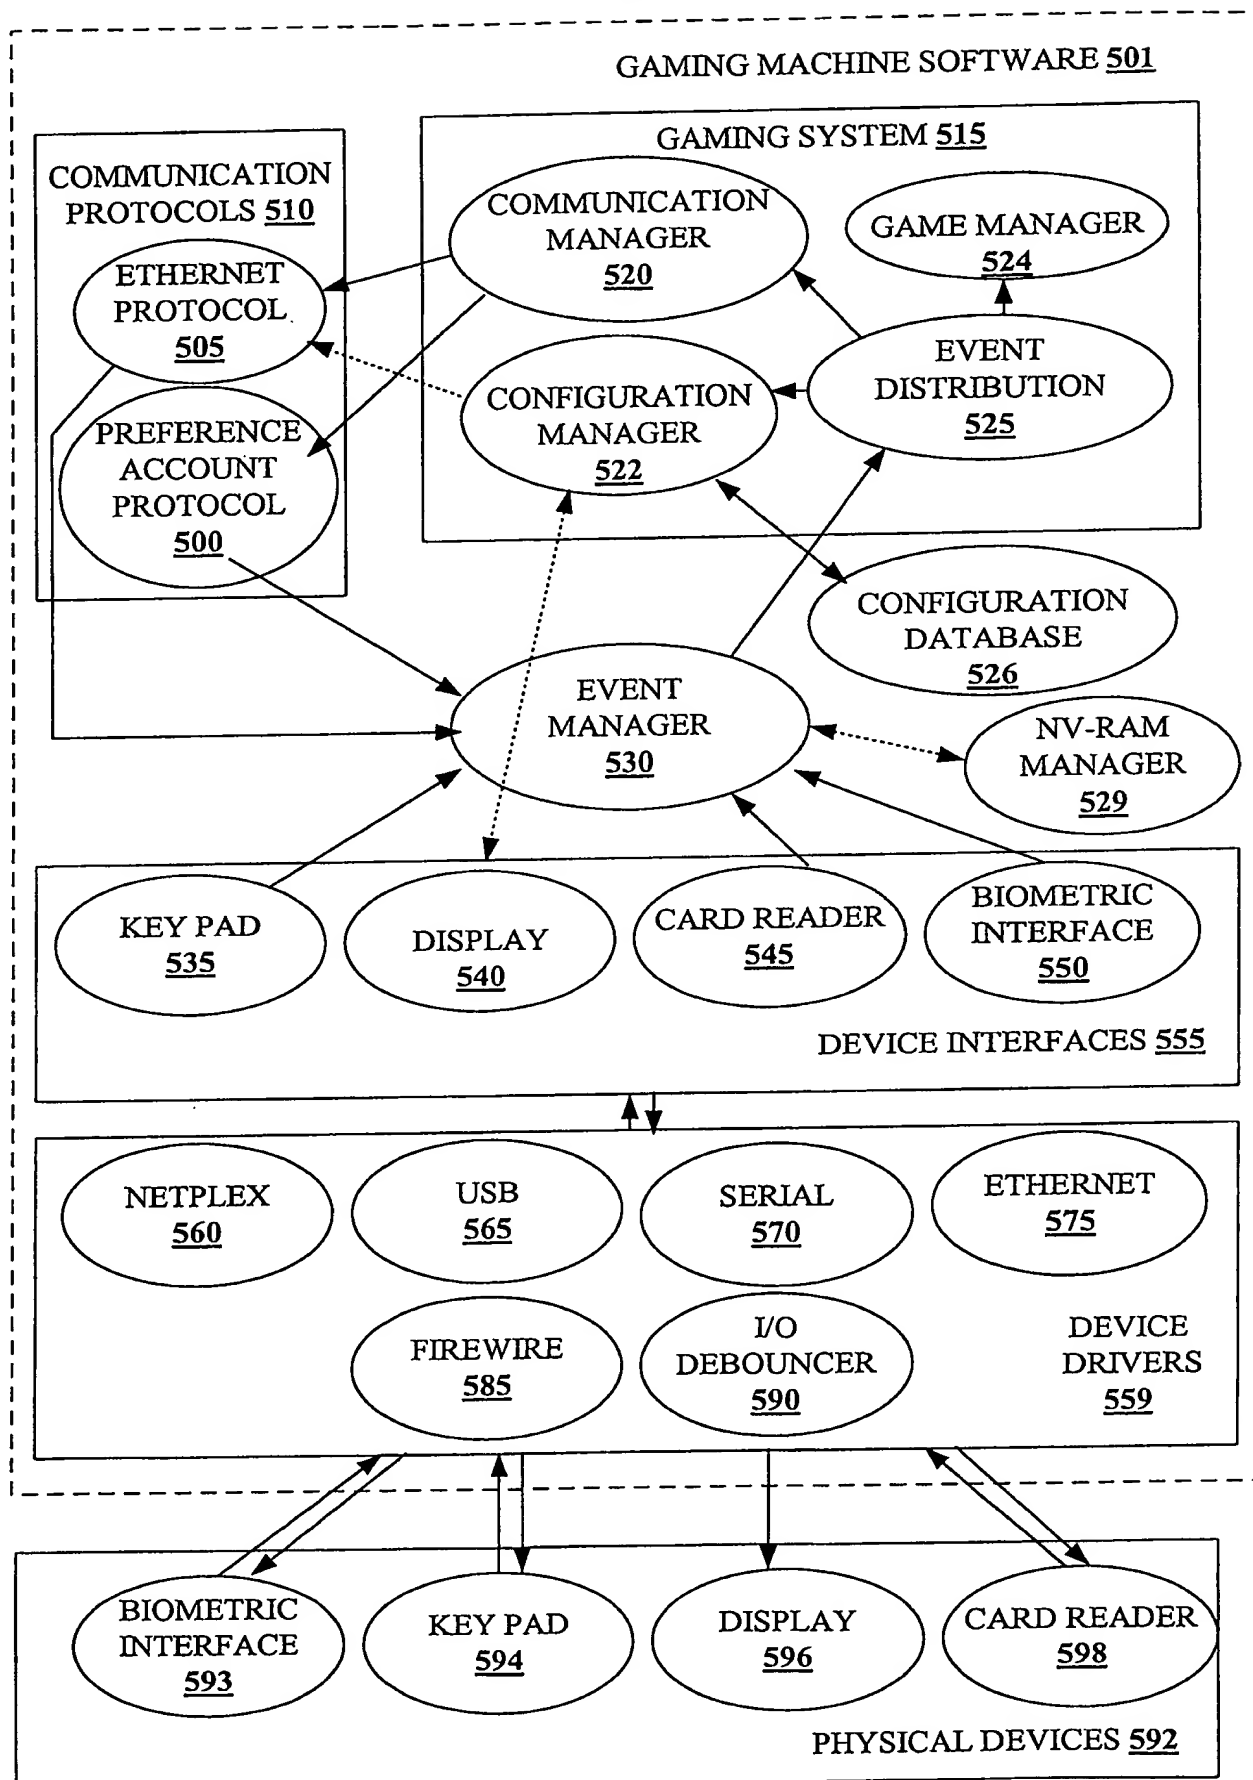 GAMING MACHINE SOFTWARE 501
GAMING SYSTEM 515
COMMUNICATION
PROTOCOLS 510
COMMUNICATION
MANAGER
520
GAME MANAGER
524
ETHERNET
PROTOCOL
505
CONFIGURATION
MANAGER
522
EVENT
DISTRIBUTION
525
PREFERENCE
ACCOUNT
PROTOCOL
500
CONFIGURATION
DATABASE
526
EVENT
MANAGER
530
NV-RAM
MANAGER
529
KEY PAD
535
DISPLAY
540
CARD READER
545
BIOMETRIC
INTERFACE
550
DEVICE INTERFACES 555
NETPLEX
560
USB
565
SERIAL
570
ETHERNET
575
FIREWIRE
585
I/O
DEBOUNCER
590
DEVICE
DRIVERS
559
BIOMETRIC
INTERFACE
593
KEY PAD
594
DISPLAY
596
CARD READER
598
PHYSICAL DEVICES 592